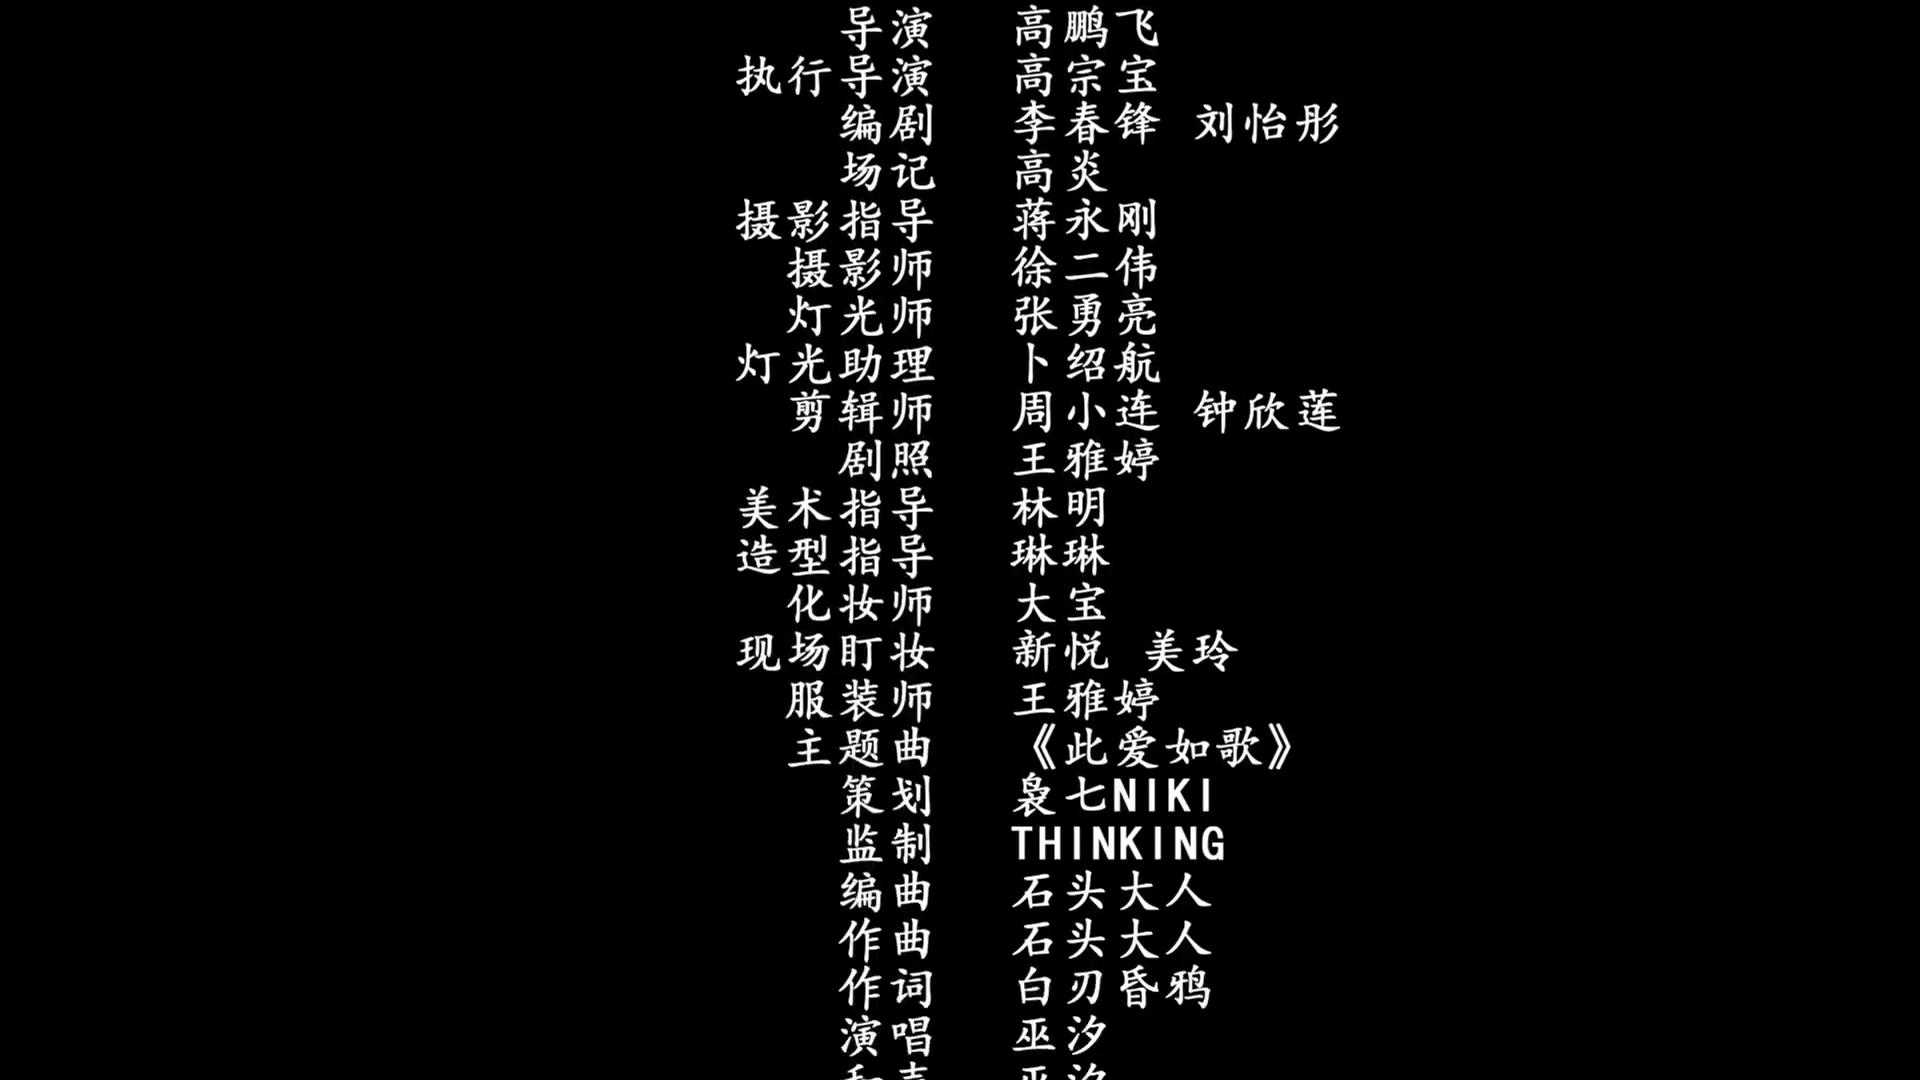 导演 高鹏飞
执行导演 高宗宝
编剧 李春锋 刘怡彤
场记 高炎
摄影指导 蒋永刚
摄影师 徐二伟
灯光师 张勇亮
灯光助理 卜绍航
剪辑师 周小连 钟欣莲
剧照 王雅婷
美术指导 林明
造型指导 琳琳
化妆师 大宝
现场盯妆 新悦 美玲
服装师 王雅婷
主题曲 《此爱如歌》
策划 袅七NIKI
监制 THINKING
编曲 石头大人
作曲 石头大人
作词 白刃昏鸦
演唱 巫汐
和声 巫汐